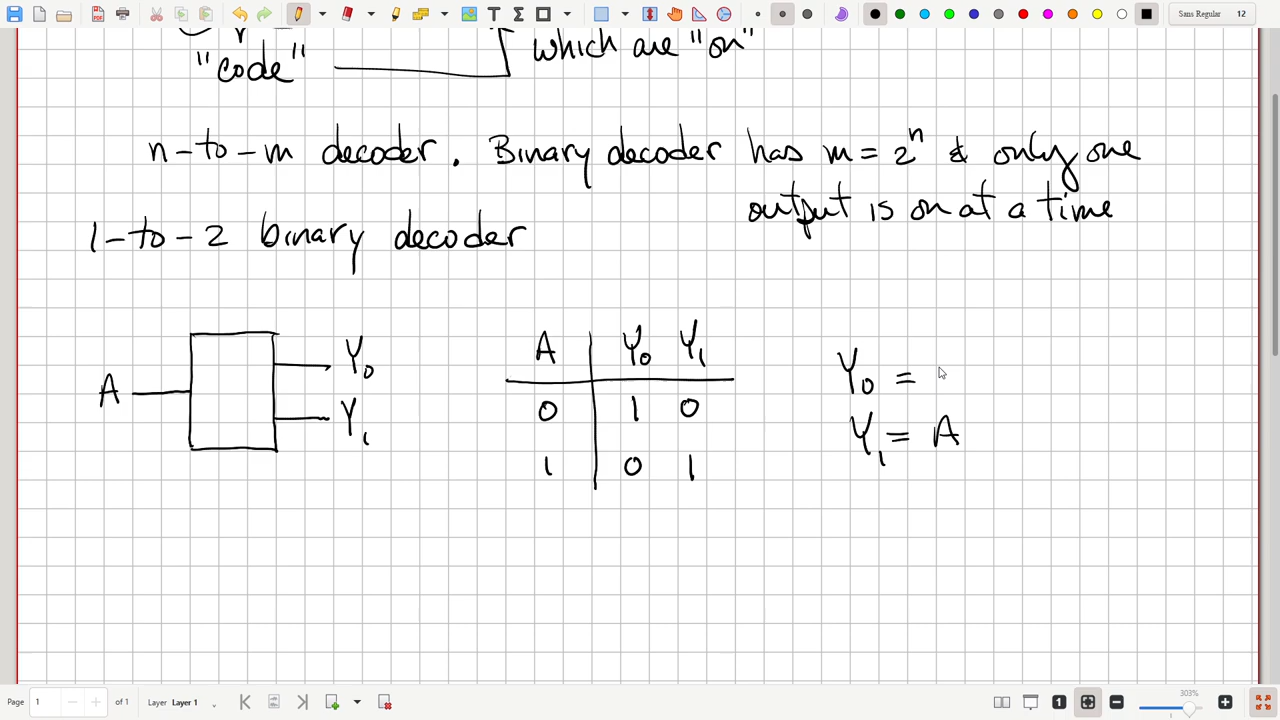 Sans Regular 12
which are "on"
"code"
n-to-m decoder. Binary decoder has m = 2ⁿ & only one
output is on at a time
1-to-2 binary decoder
A Y₀ Y₁
A Y₀ Y₁
0 1 0
1 0 1
Y₀ =
Y₁ = A
Page 1 of 1 Layer Layer 1 303%